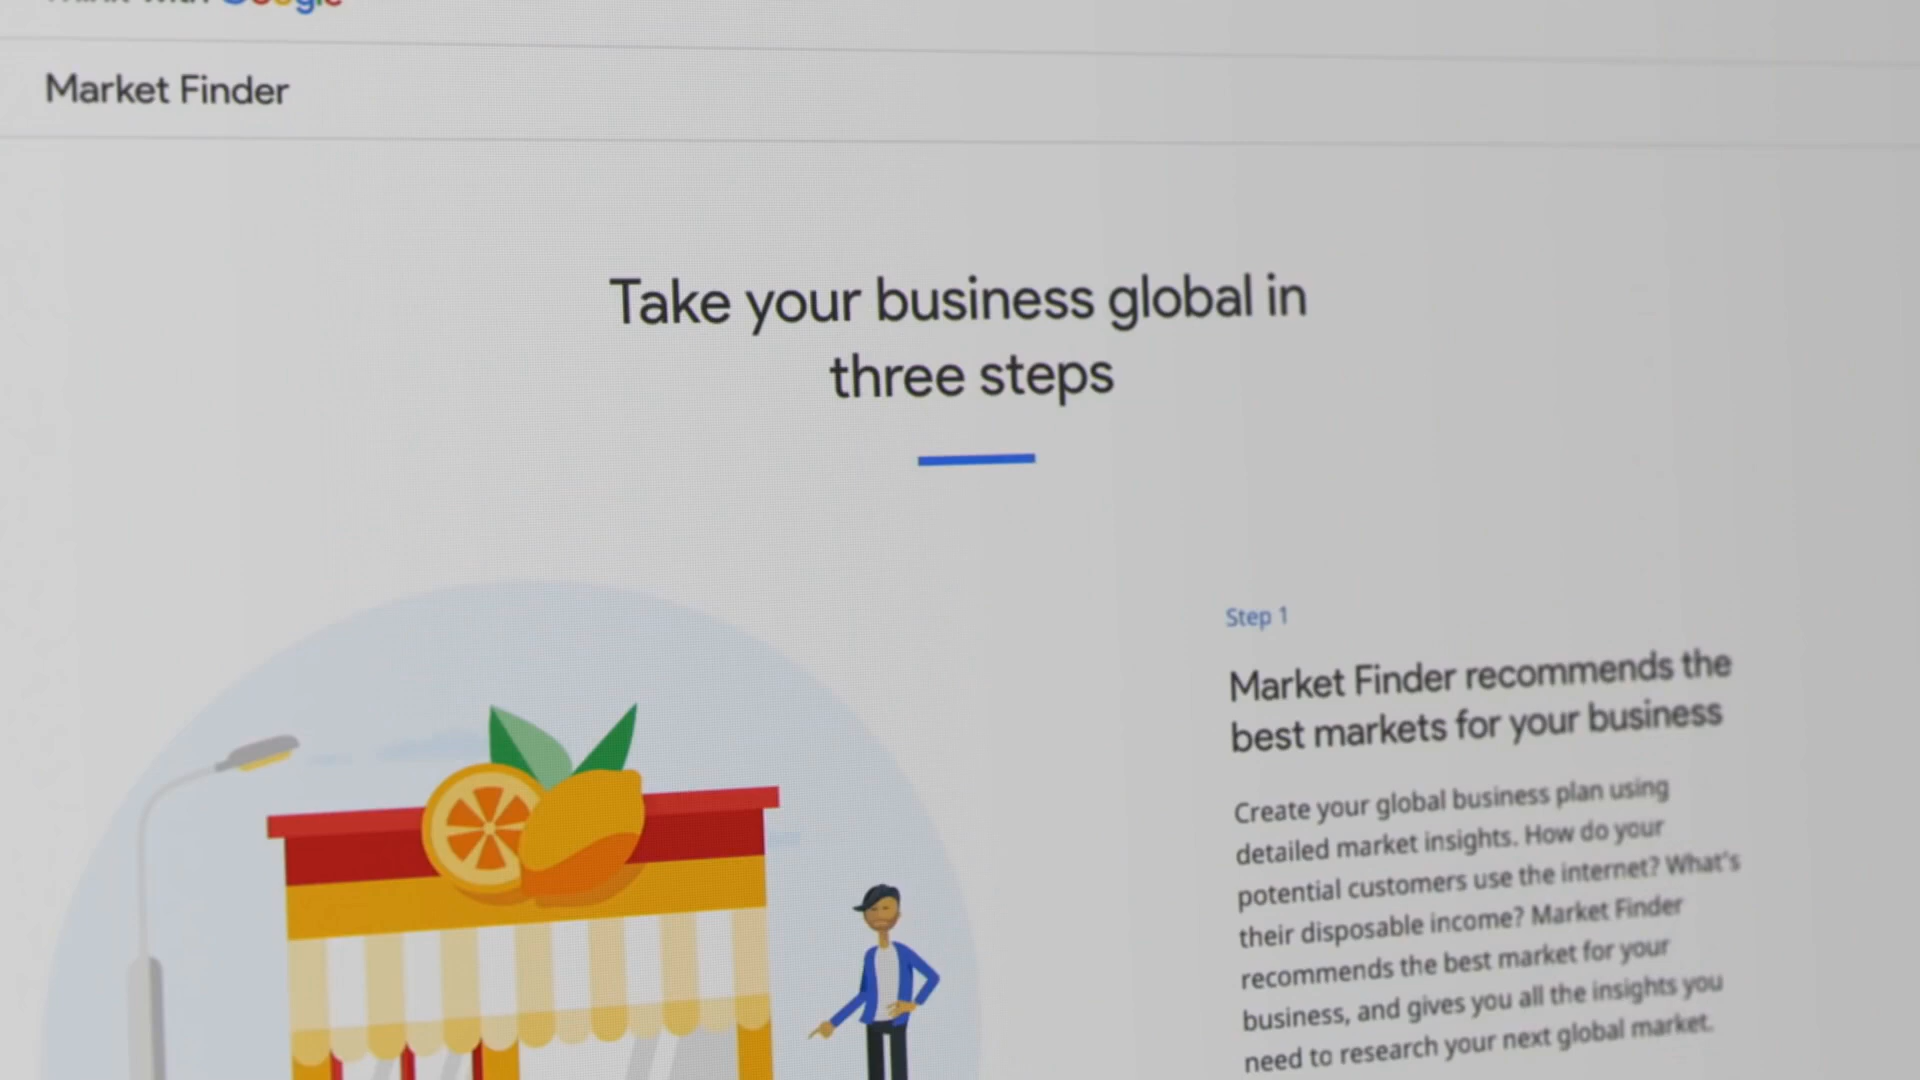 Think with Google
Market Finder
Take your business global in
three steps
Step 1
Market Finder recommends the
best markets for your business
Create your global business plan using
detailed market insights. How do your
potential customers use the internet? What's
their disposable income? Market Finder
recommends the best market for your
business, and gives you all the insights you
need to research your next global market.